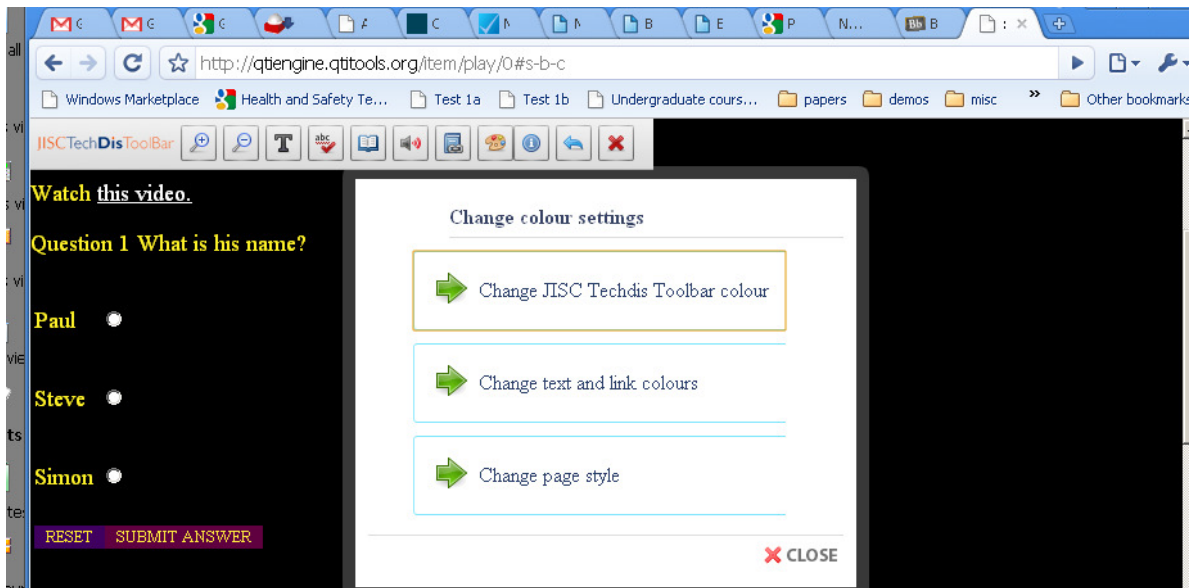 G G G A C N N B E P N... Bb B :
http://qtiengine.qtitools.org/item/play/0#s-b-c
Windows Marketplace Health and Safety Te... Test 1a Test 1b Undergraduate cours... papers demos misc » Other bookmarks
all
JISCTechDisToolBar T abc
Watch this video.
Change colour settings
Question 1 What is his name?
Change JISC Techdis Toolbar colour
Paul
Change text and link colours
Steve
Simon
Change page style
RESET SUBMIT ANSWER
CLOSE